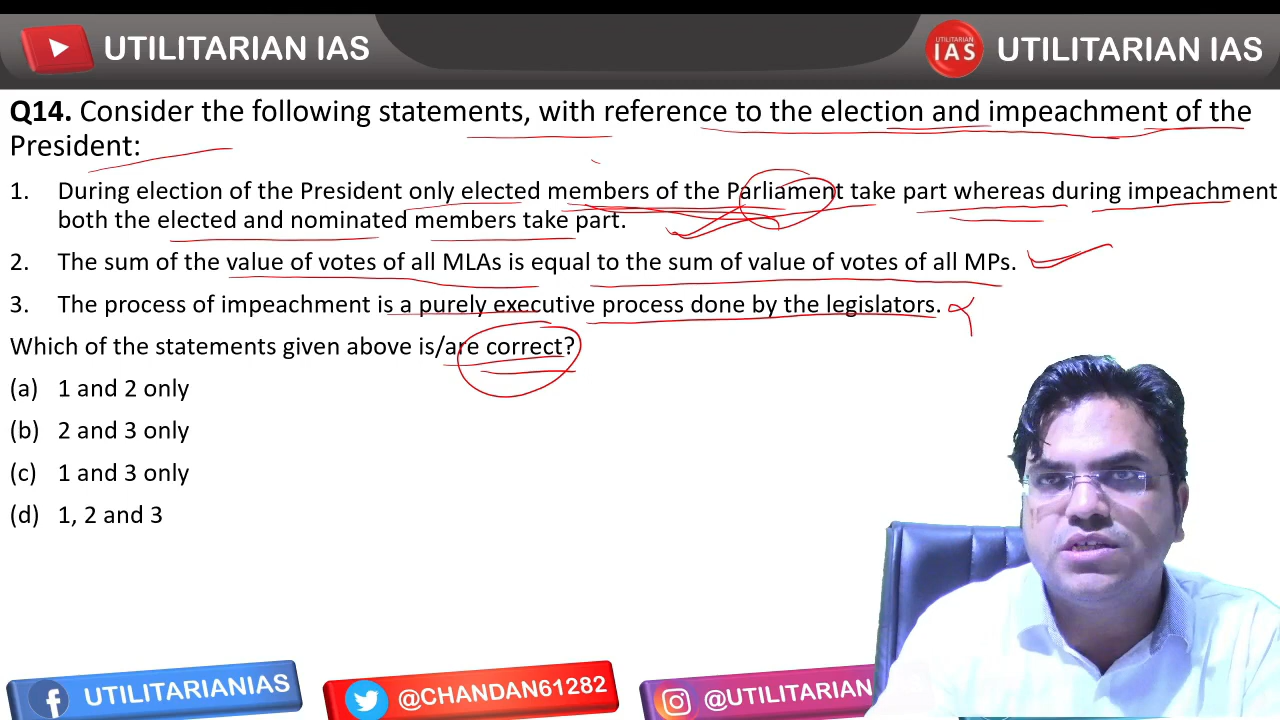 UTILITARIAN IAS
UTILITARIAN
IAS
UTILITARIAN IAS
Q14. Consider the following statements, with reference to the election and impeachment of the
President:
1. During election of the President only elected members of the Parliament take part whereas during impeachment
both the elected and nominated members take part.
2. The sum of the value of votes of all MLAs is equal to the sum of value of votes of all MPs.
3. The process of impeachment is a purely executive process done by the legislators.
Which of the statements given above is/are correct?
(a) 1 and 2 only
(b) 2 and 3 only
(c) 1 and 3 only
(d) 1, 2 and 3
UTILITARIANIAS
@CHANDAN61282
@UTILITARIAN